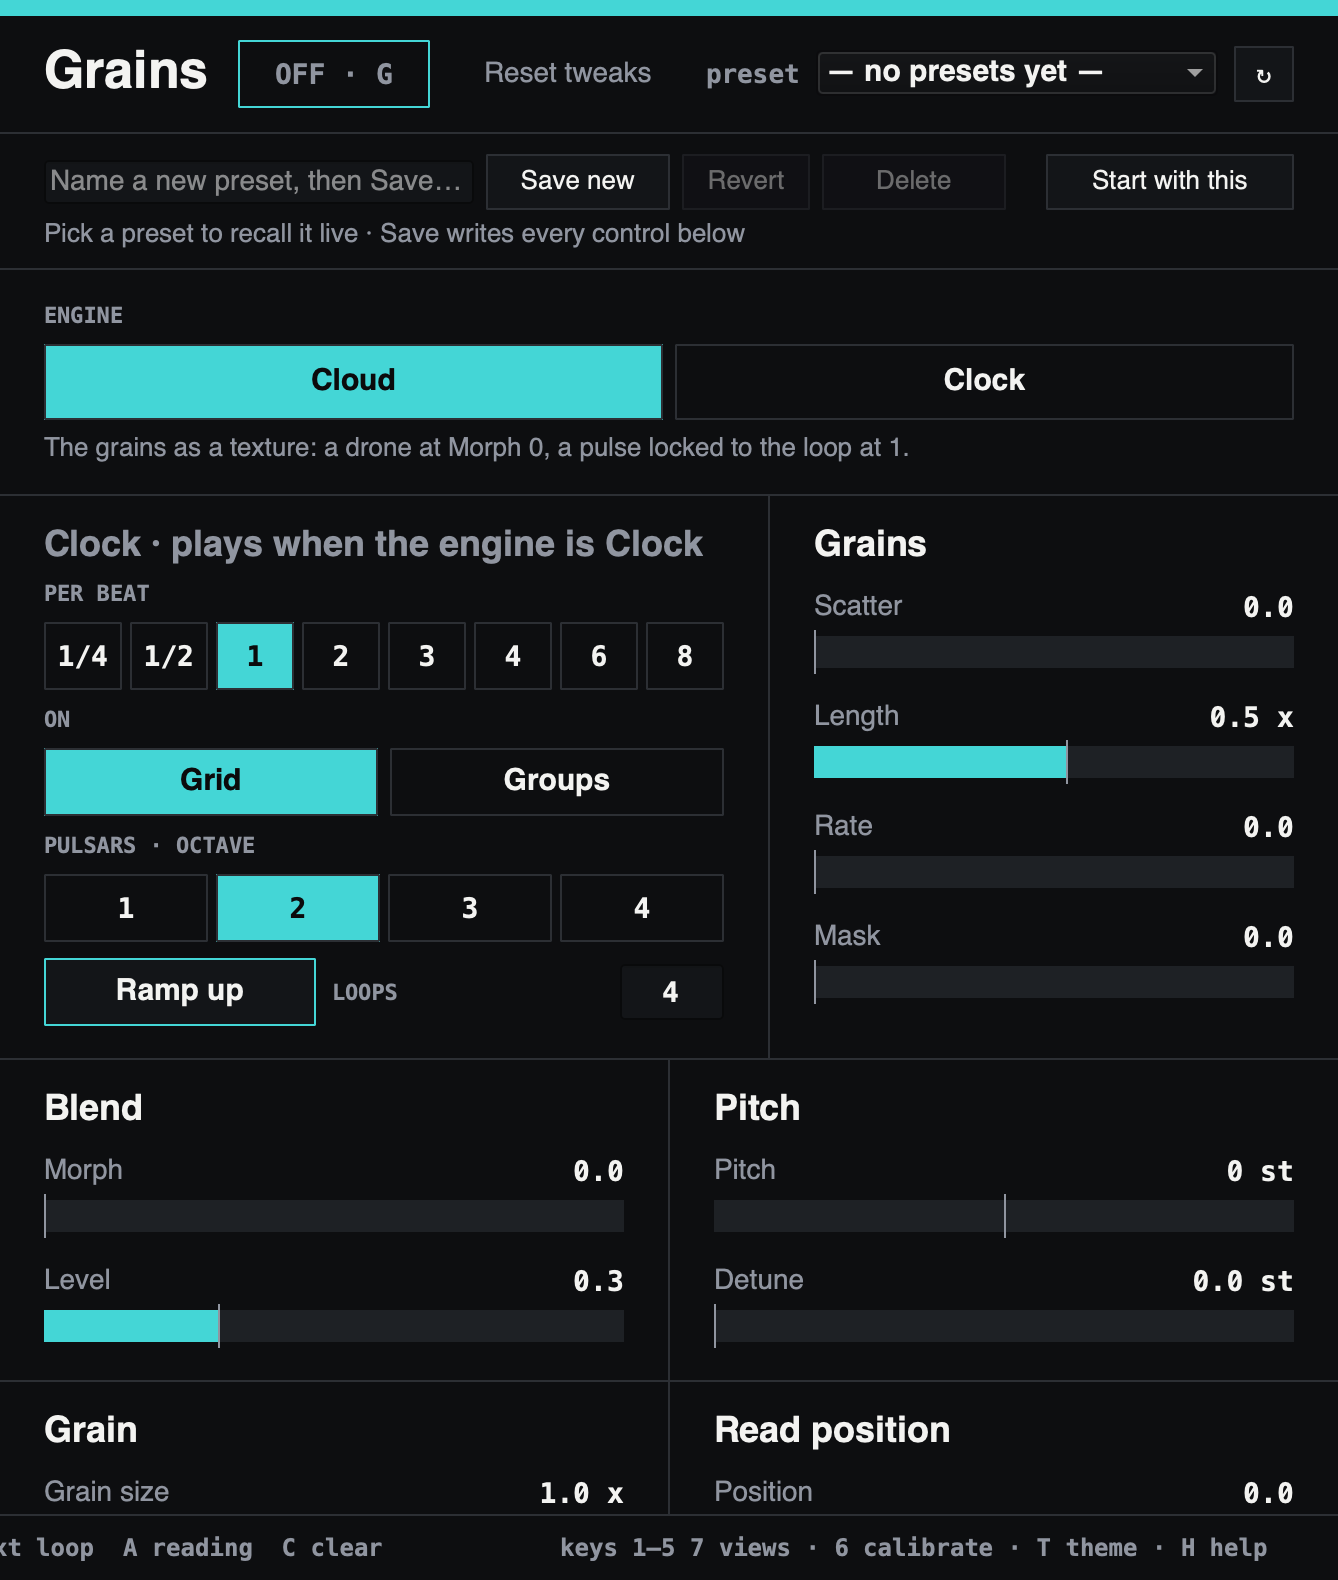 Grains
OFF · G
Reset tweaks
preset
— no presets yet —
↻
Name a new preset, then Save…
Save new
Revert
Delete
Start with this
Pick a preset to recall it live · Save writes every control below
ENGINE
Cloud
Clock
The grains as a texture: a drone at Morph 0, a pulse locked to the loop at 1.
Clock · plays when the engine is Clock
PER BEAT
1/4 1/2 1 2 3 4 6 8
ON
Grid
Groups
PULSARS · OCTAVE
1 2 3 4
Ramp up
LOOPS
4
Grains
Scatter 0.0
Length 0.5 x
Rate 0.0
Mask 0.0
Blend
Morph 0.0
Level 0.3
Pitch
Pitch 0 st
Detune 0.0 st
Grain
Grain size 1.0 x
Read position
Position 0.0
loop A reading C clear
keys 1–5 7 views · 6 calibrate · T theme · H help